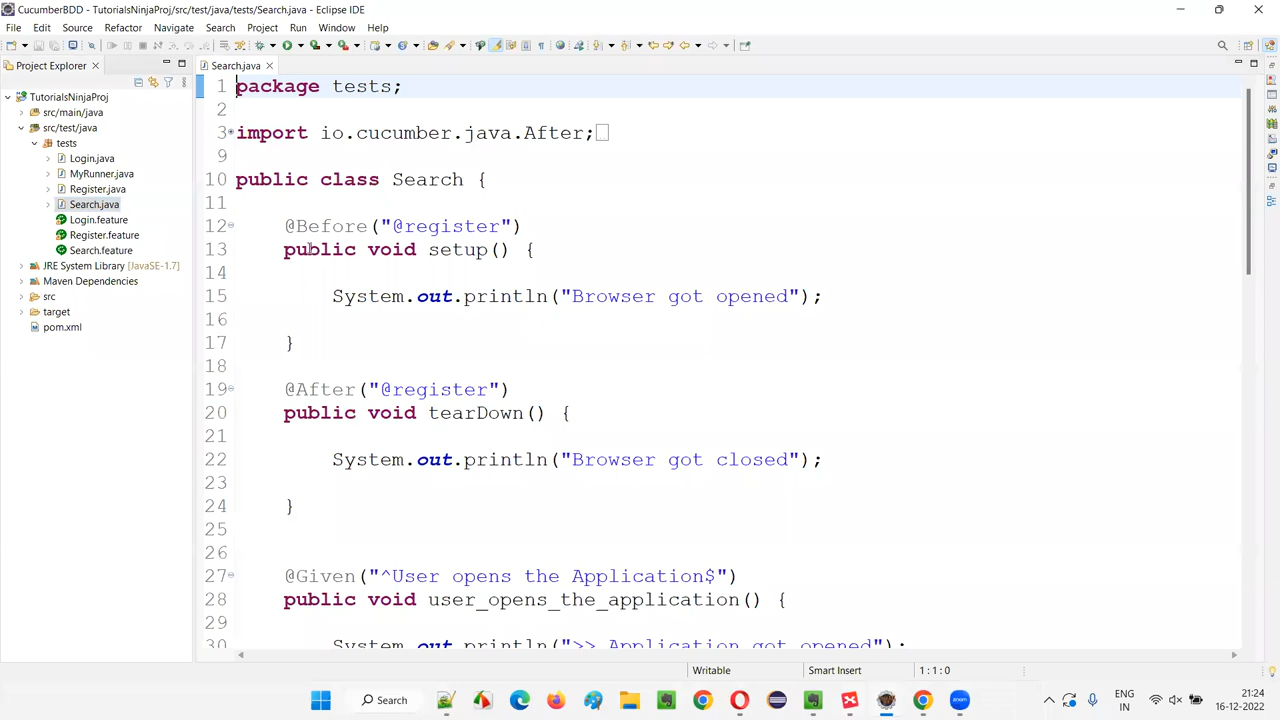 CucumberBDD - TutorialsNinjaProj/src/test/java/tests/Search.java - Eclipse IDE
File Edit Source Refactor Navigate Search Project Run Window Help
Project Explorer
Search.java
TutorialsNinjaProj
src/main/java
src/test/java
tests
Login.java
MyRunner.java
Register.java
Search.java
Login.feature
Register.feature
Search.feature
JRE System Library [JavaSE-1.7]
Maven Dependencies
src
target
pom.xml
1 package tests;
2
3 import io.cucumber.java.After;
9
10 public class Search {
11
12 @Before("@register")
13 public void setup() {
14
15 System.out.println("Browser got opened");
16
17 }
18
19 @After("@register")
20 public void tearDown() {
21
22 System.out.println("Browser got closed");
23
24 }
25
26
27 @Given("^User opens the Application$")
28 public void user_opens_the_application() {
29
30 System.out.println(">> Application got opened");
Writable Smart Insert 1 : 1 : 0
Search
ENG
IN
21:24
16-12-2022